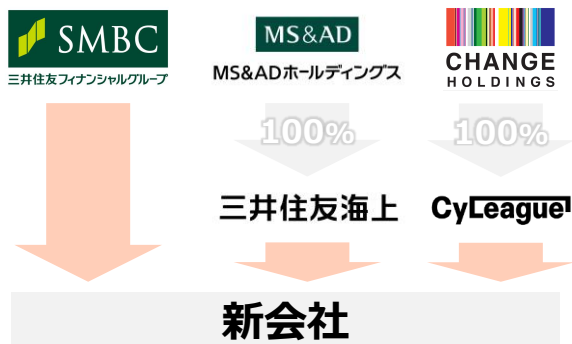 SMBC
三井住友フィナンシャルグループ
MS&AD
MS&ADホールディングス
CHANGE
HOLDINGS
100%
100%
三井住友海上
CyLeague
新会社